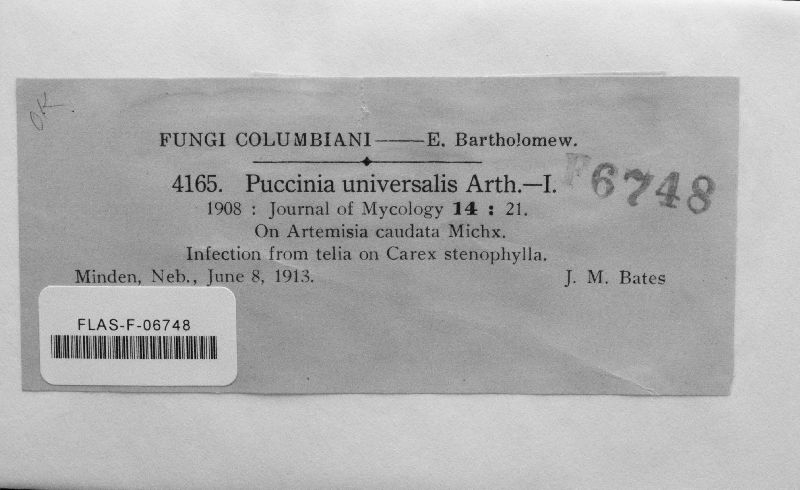 OK
FUNGI COLUMBIANI——E. Bartholomew.
4165. Puccinia universalis Arth.—I.
F6748
1908 : Journal of Mycology 14 : 21.
On Artemisia caudata Michx.
Infection from telia on Carex stenophylla.
Minden, Neb., June 8, 1913. J. M. Bates
FLAS-F-06748